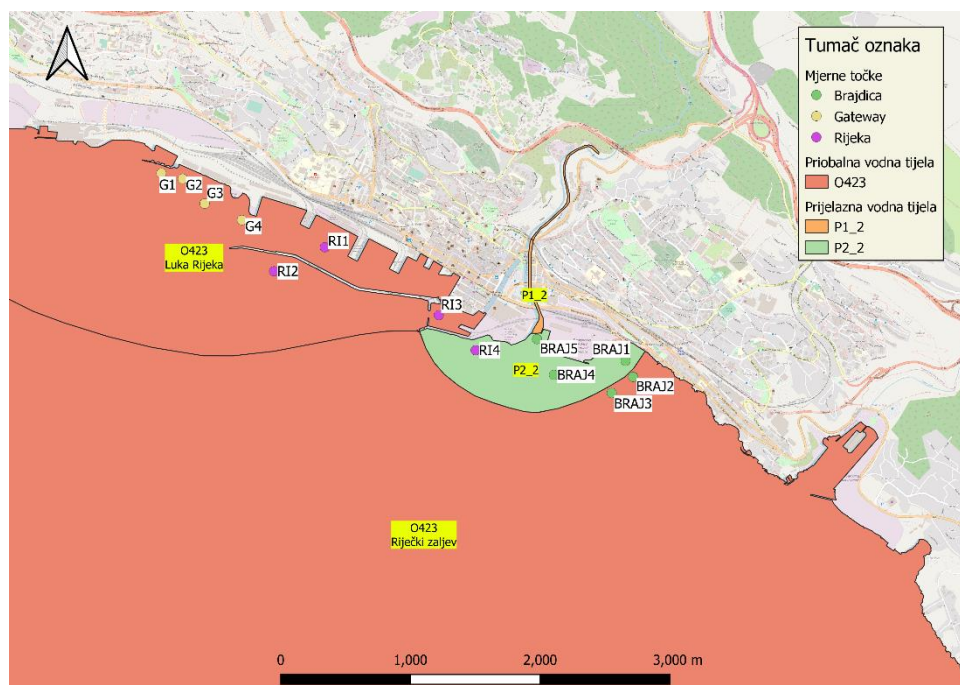 Tumač oznaka
Mjerne točke
Brajdica
Gateway
Rijeka
Priobalna vodna tijela
O423
Prijelazna vodna tijela
P1_2
P2_2
G1
G2
G3
G4
O423
Luka Rijeka
RI1
RI2
RI3
P1_2
RI4
BRAJ5
BRAJ1
P2_2
BRAJ4
BRAJ2
BRAJ3
O423
Riječki zaljev
0
1,000
2,000
3,000 m